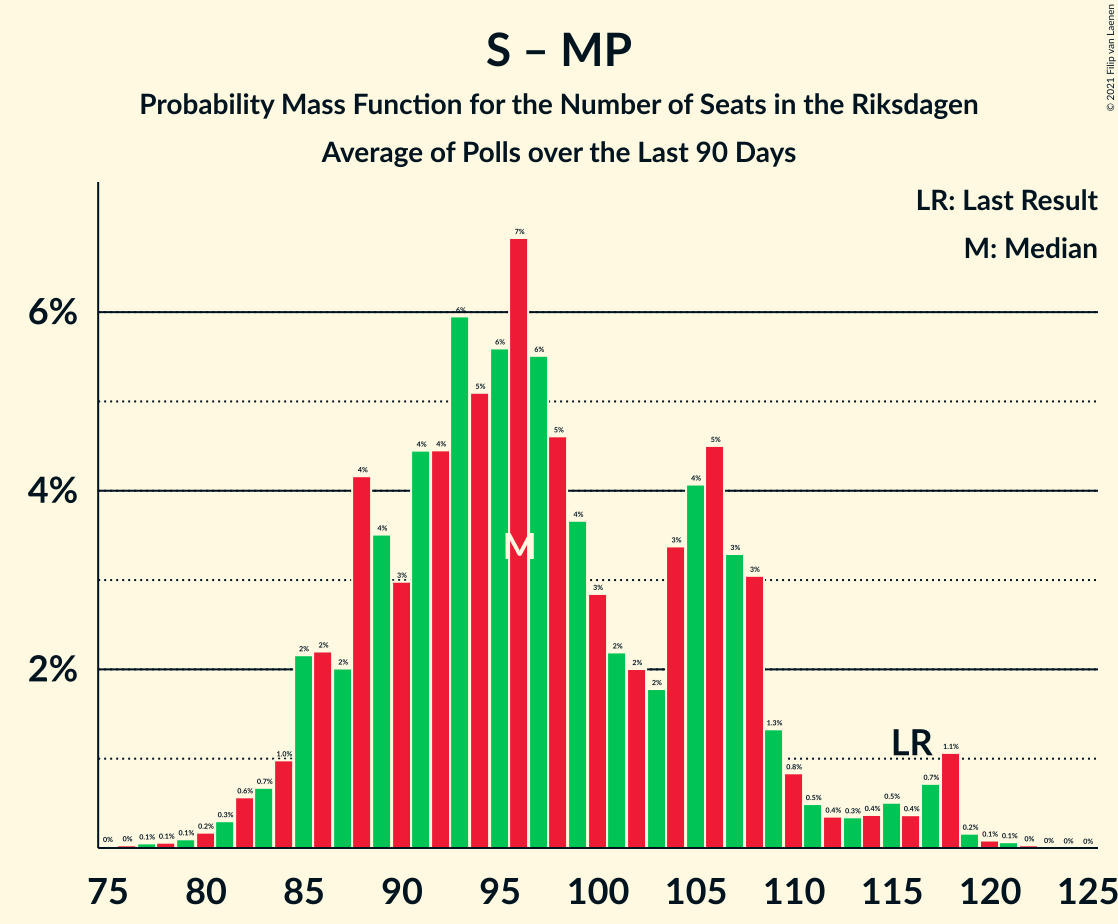 S – MP
Probability Mass Function for the Number of Seats in the Riksdagen
Average of Polls over the Last 90 Days
© 2021 Filip van Laenen
LR: Last Result
M: Median
6%
4%
2%
0% 0% 0.1% 0.1% 0.1% 0.2% 0.3% 0.6% 0.7% 1.0% 2% 2% 2% 4% 4% 3% 4% 4% 6% 5% 6% 7% 6% 5% 4% 3% 2% 2% 2% 3% 4% 5% 3% 3% 1.3% 0.8% 0.5% 0.4% 0.3% 0.4% 0.5% 0.4% 0.7% 1.1% 0.2% 0.1% 0.1% 0% 0% 0% 0%
M
LR
75 80 85 90 95 100 105 110 115 120 125